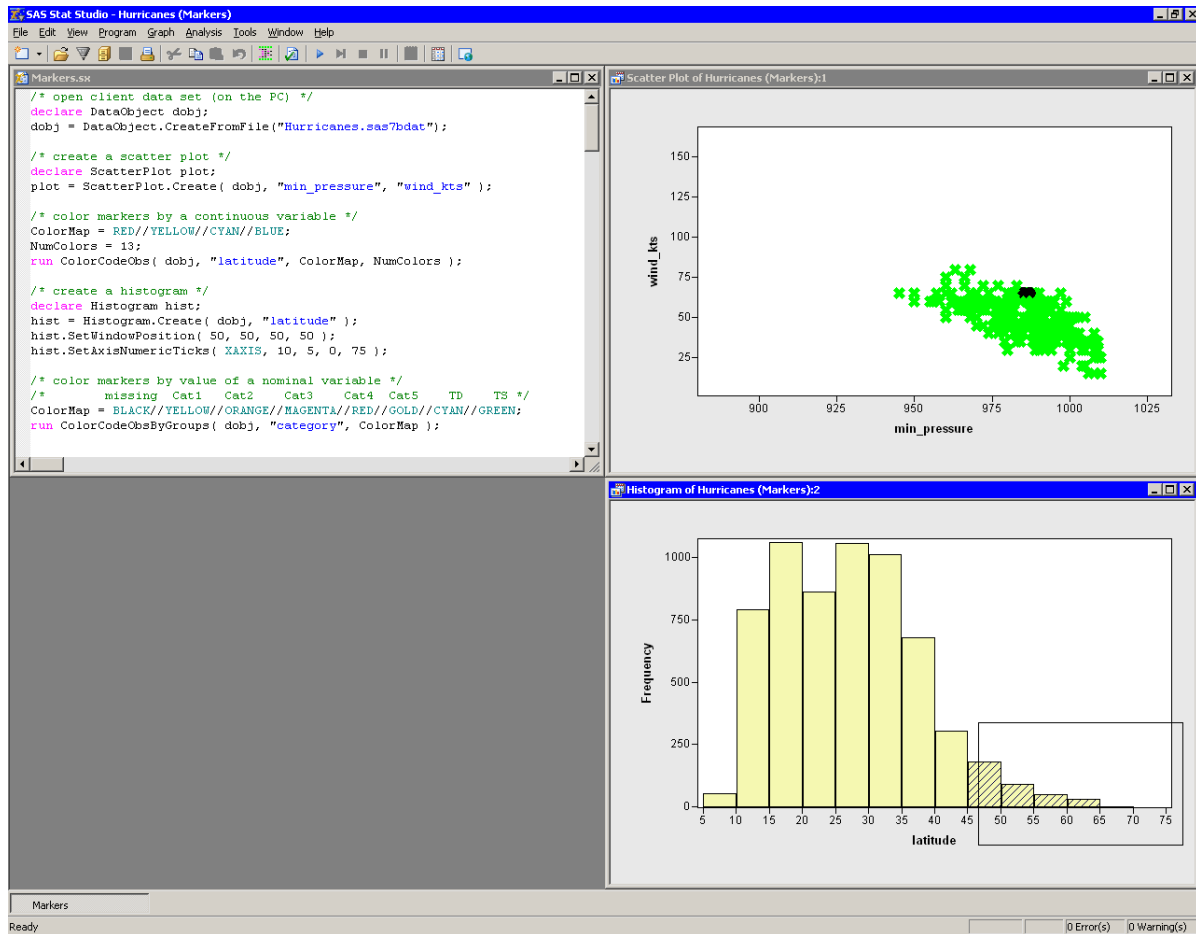 SAS Stat Studio - Hurricanes (Markers)
File Edit View Program Graph Analysis Tools Window Help
Markers.sx
/* open client data set (on the PC) */
declare DataObject dobj;
dobj = DataObject.CreateFromFile("Hurricanes.sas7bdat");
/* create a scatter plot */
declare ScatterPlot plot;
plot = ScatterPlot.Create( dobj, "min_pressure", "wind_kts" );
/* color markers by a continuous variable */
ColorMap = RED//YELLOW//CYAN//BLUE;
NumColors = 13;
run ColorCodeObs( dobj, "latitude", ColorMap, NumColors );
/* create a histogram */
declare Histogram hist;
hist = Histogram.Create( dobj, "latitude" );
hist.SetWindowPosition( 50, 50, 50, 50 );
hist.SetAxisNumericTicks( XAXIS, 10, 5, 0, 75 );
/* color markers by value of a nominal variable */
/* missing Cat1 Cat2 Cat3 Cat4 Cat5 TD TS */
ColorMap = BLACK//YELLOW//ORANGE//MAGENTA//RED//GOLD//CYAN//GREEN;
run ColorCodeObsByGroups( dobj, "category", ColorMap );
Scatter Plot of Hurricanes (Markers):1
150
125
100
75
50
25
wind_kts
900 925 950 975 1000 1025
min_pressure
Histogram of Hurricanes (Markers):2
1000
750
500
250
0
Frequency
5 10 15 20 25 30 35 40 45 50 55 60 65 70 75
latitude
Markers
Ready
0 Error(s) 0 Warning(s)